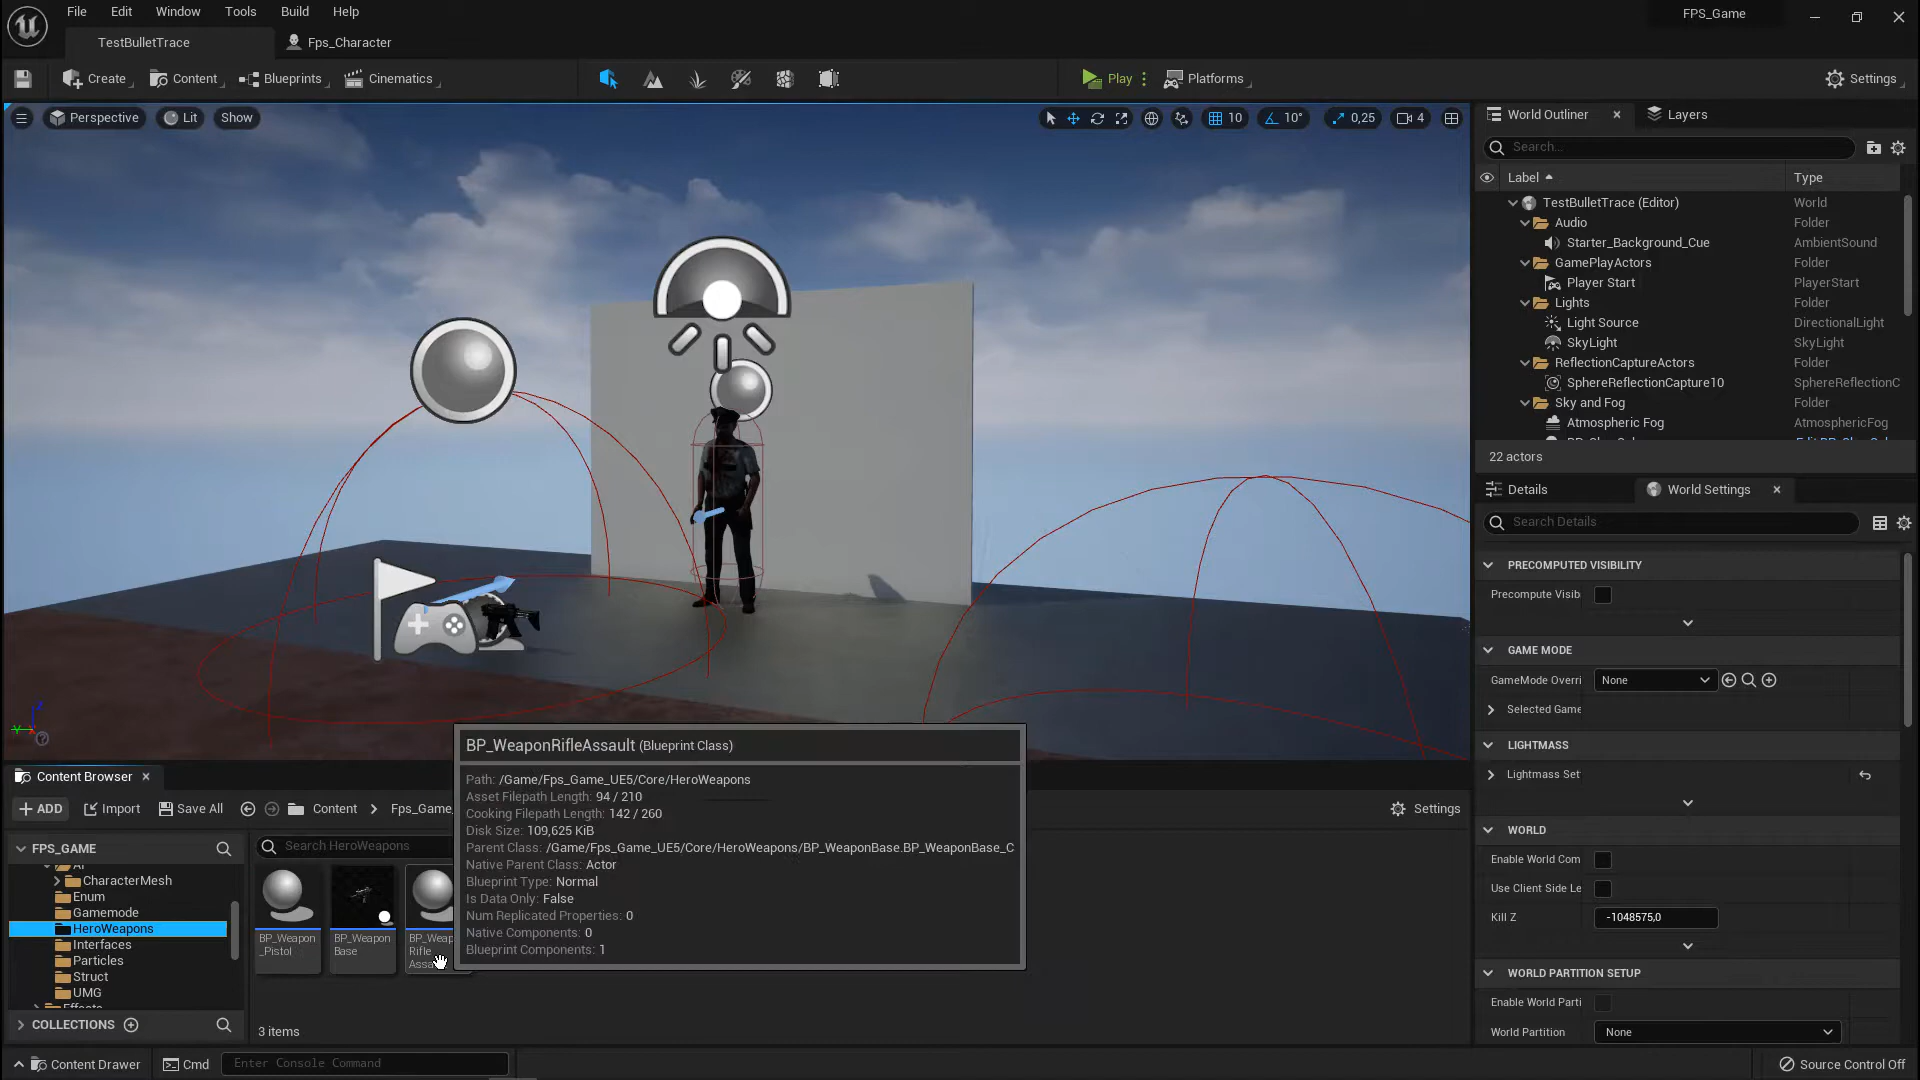 File Edit Window Tools Build Help
FPS_Game
TestBulletTrace
Fps_Character
Create Content Blueprints Cinematics Play Platforms Settings
Perspective Lit Show 10 10° 0,25 4
World Outliner Layers
Search...
Label Type
TestBulletTrace (Editor) World
Audio Folder
Starter_Background_Cue AmbientSound
GamePlayActors Folder
Player Start PlayerStart
Lights Folder
Light Source DirectionalLight
SkyLight SkyLight
ReflectionCaptureActors Folder
SphereReflectionCapture10 SphereReflectionC
Sky and Fog Folder
Atmospheric Fog AtmosphericFog
22 actors
Details World Settings
Search Details
PRECOMPUTED VISIBILITY
Precompute Visib
GAME MODE
GameMode Overri None
Selected Game
LIGHTMASS
Lightmass Set
WORLD
Enable World Com
Use Client Side Le
Kill Z -1048575,0
WORLD PARTITION SETUP
Enable World Parti
World Partition None
BP_WeaponRifleAssault (Blueprint Class)
Path: /Game/Fps_Game_UE5/Core/HeroWeapons
Asset Filepath Length: 94 / 210
Cooking Filepath Length: 142 / 260
Disk Size: 109,625 KiB
Parent Class: /Game/Fps_Game_UE5/Core/HeroWeapons/BP_WeaponBase.BP_WeaponBase_C
Native Parent Class: Actor
Blueprint Type: Normal
Is Data Only: False
Num Replicated Properties: 0
Native Components: 0
Blueprint Components: 1
Content Browser
ADD Import Save All Content Fps_Game_ Settings
FPS_GAME
Search HeroWeapons
CharacterMesh
Enum
Gamemode
HeroWeapons
Interfaces
Particles
Struct
UMG
BP_Weapon
_Pistol
BP_Weapon
Base
BP_Weap
Rifle
Assa
COLLECTIONS
3 items
Content Drawer Cmd Enter Console Command Source Control Off